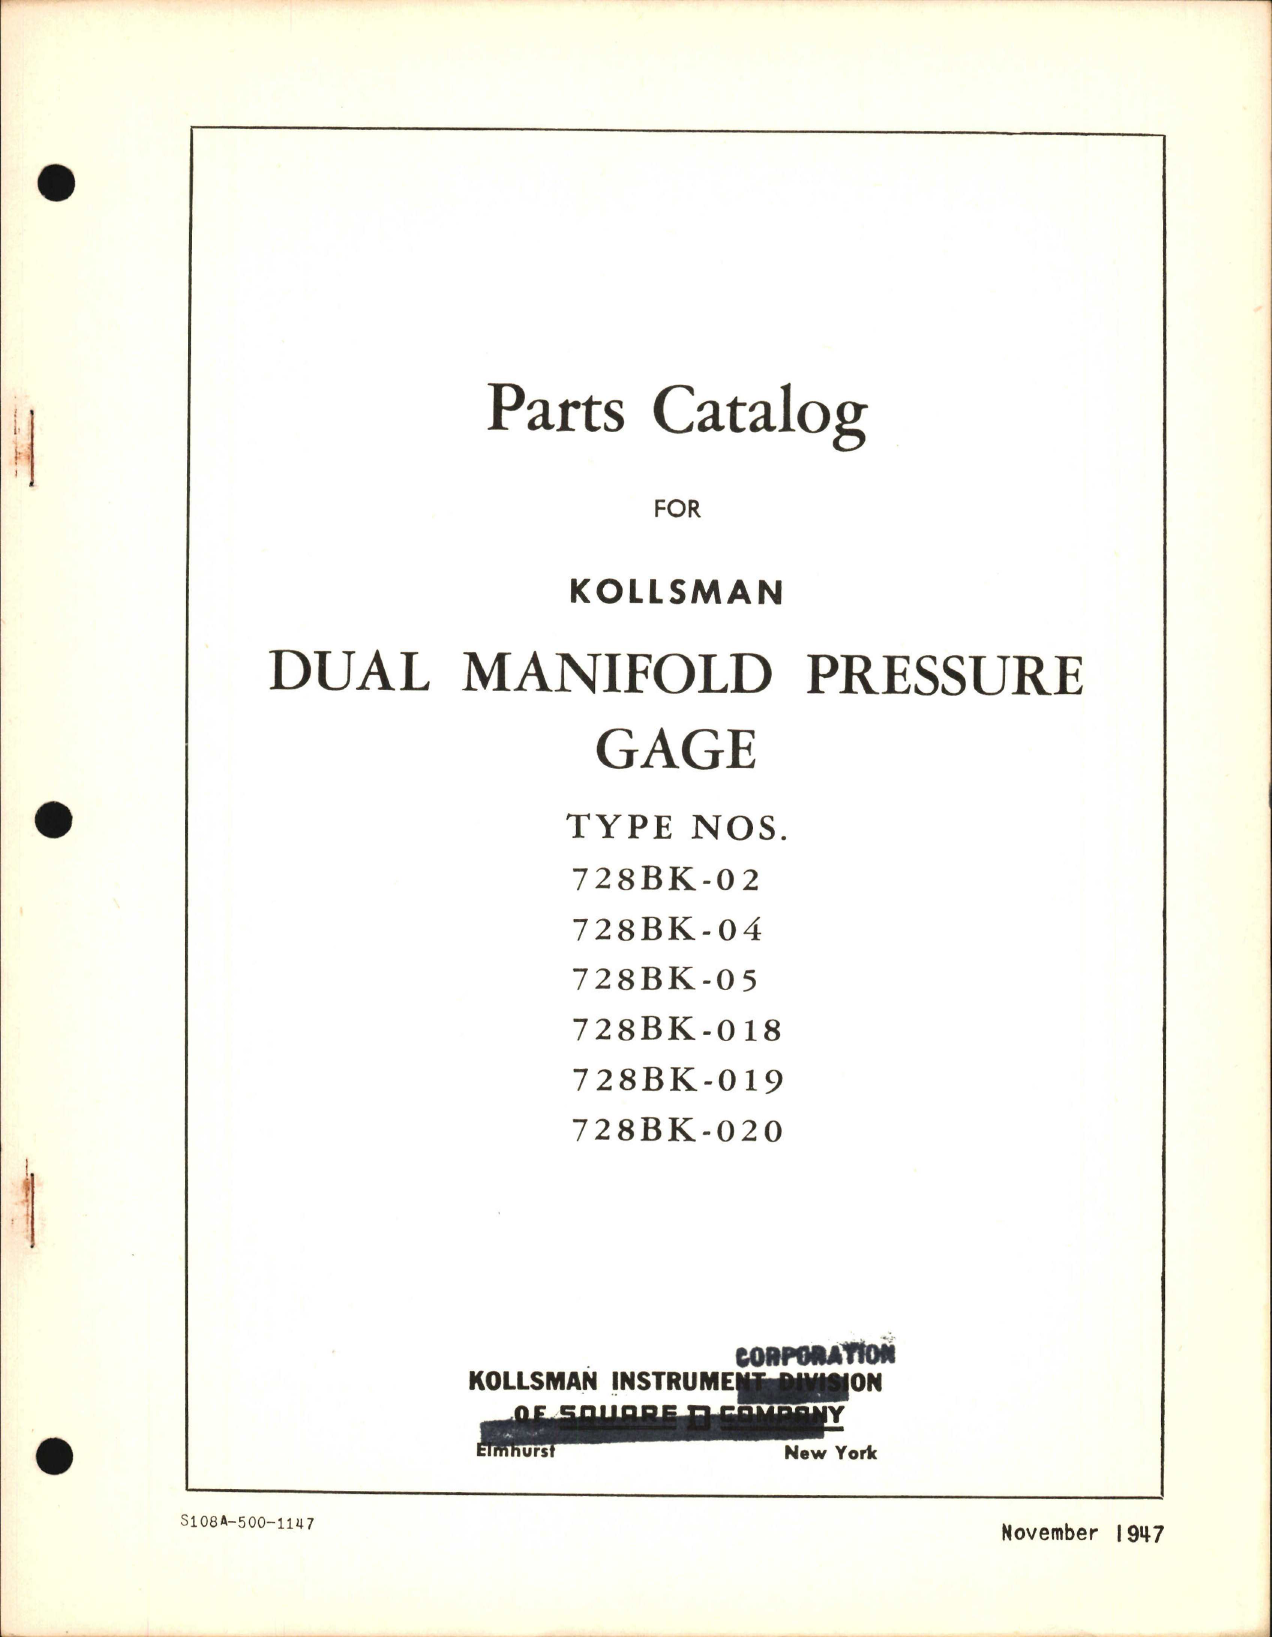 Parts Catalog
FOR
KOLLSMAN
DUAL MANIFOLD PRESSURE
GAGE
TYPE NOS.
728BK-02
728BK-04
728BK-05
728BK-018
728BK-019
728BK-020
CORPORATION
KOLLSMAN INSTRUMENT DIVISION
OF SQUARE D COMPANY
Elmhurst New York
S108A-500-1147
November 1947